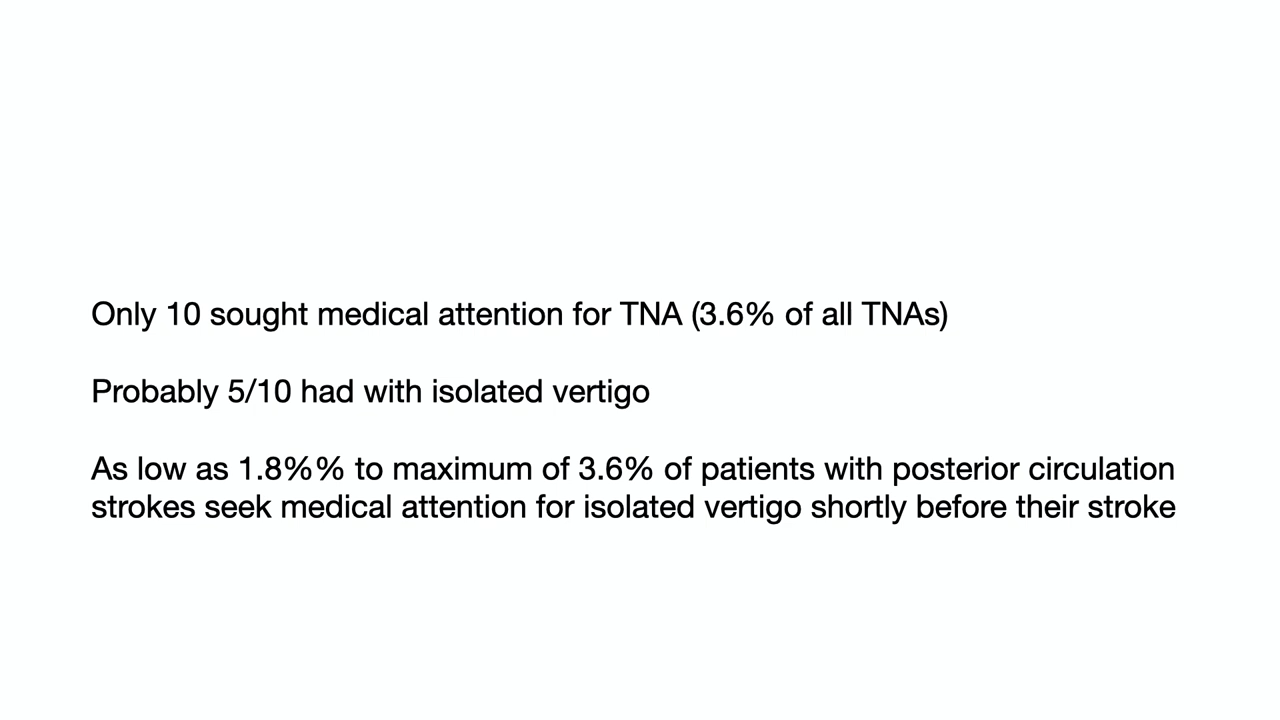 Only 10 sought medical attention for TNA (3.6% of all TNAs)
Probably 5/10 had with isolated vertigo
As low as 1.8%% to maximum of 3.6% of patients with posterior circulation
strokes seek medical attention for isolated vertigo shortly before their stroke